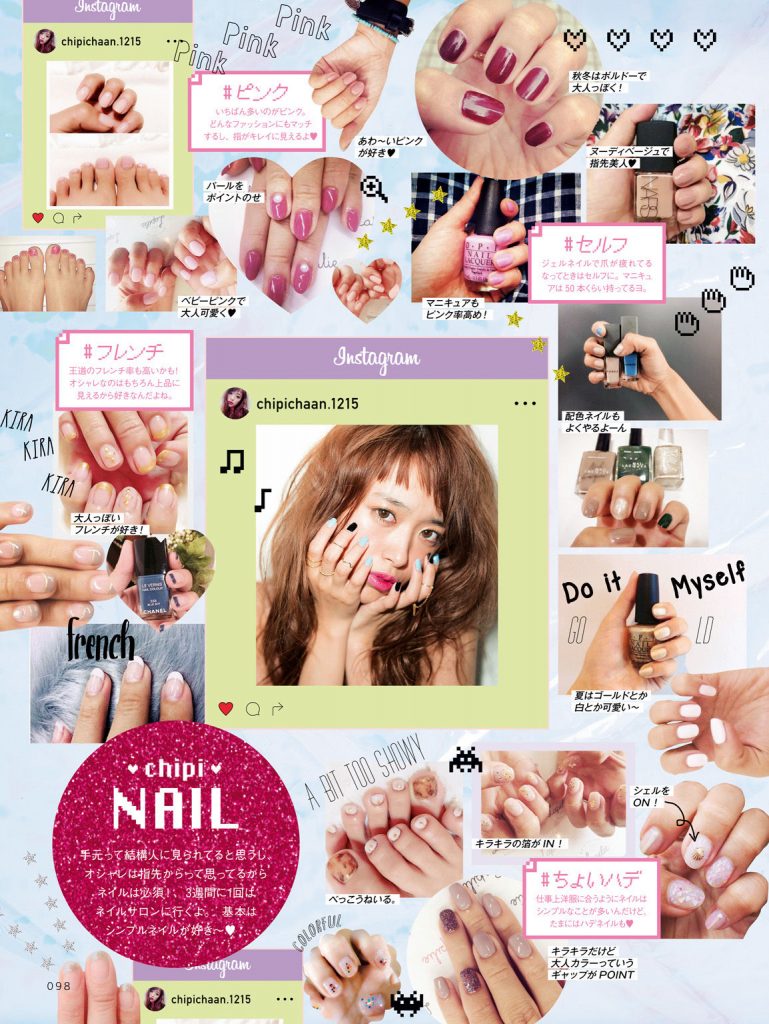 Instagram
chipichaan.1215
Pink
Pink
Pink
#ピンク
いちばん多いのがピンク。
どんなファッションにもマッチ
するし、指がキレイに見えるよ♥
あわ〜いピンク
が好き♥
秋冬はボルドーで
大人っぽく!
ヌーディベージュで
指先美人♥
NARS
パールを
ポイントのせ
ベビーピンクで
大人可愛く♥
O・P・I
NAIL
LACQUER
マニキュアも
ピンク率高め!
#セルフ
ジェルネイルで爪が疲れてる
なってときはセルフに。マニキュ
アは50本くらい持ってるヨ。
#フレンチ
王道のフレンチ率も高いかも!
オシャレなのはもちろん上品に
見えるから好きなんだよね。
KIRA
KIRA
KIRA
大人っぽい
フレンチが好き!
LE VERNIS
CHANEL
french
Instagram
chipichaan.1215
配色ネイルも
よくやるよーん
Do it Myself
GO LD
夏はゴールドとか
白とか可愛い〜
chipi
NAIL
手元って結構人に見られてると思うし
オシャレは指先からって思ってるから
ネイルは必須!、3週間に1回は
ネイルサロンに行くよ。 基本は
シンプルネイルが好き〜♥
A BIT TOO SHOWY
べっこうねいる。
キラキラの箔がIN!
シェルを
ON!
#ちょいハデ
仕事上洋服に合うようにネイルは
シンプルなことが多いんだけど、
たまにはハデネイルも♥
COLORFUL
キラキラだけど
大人カラーっていう
ギャップがPOINT
Instagram
chipichaan.1215
098